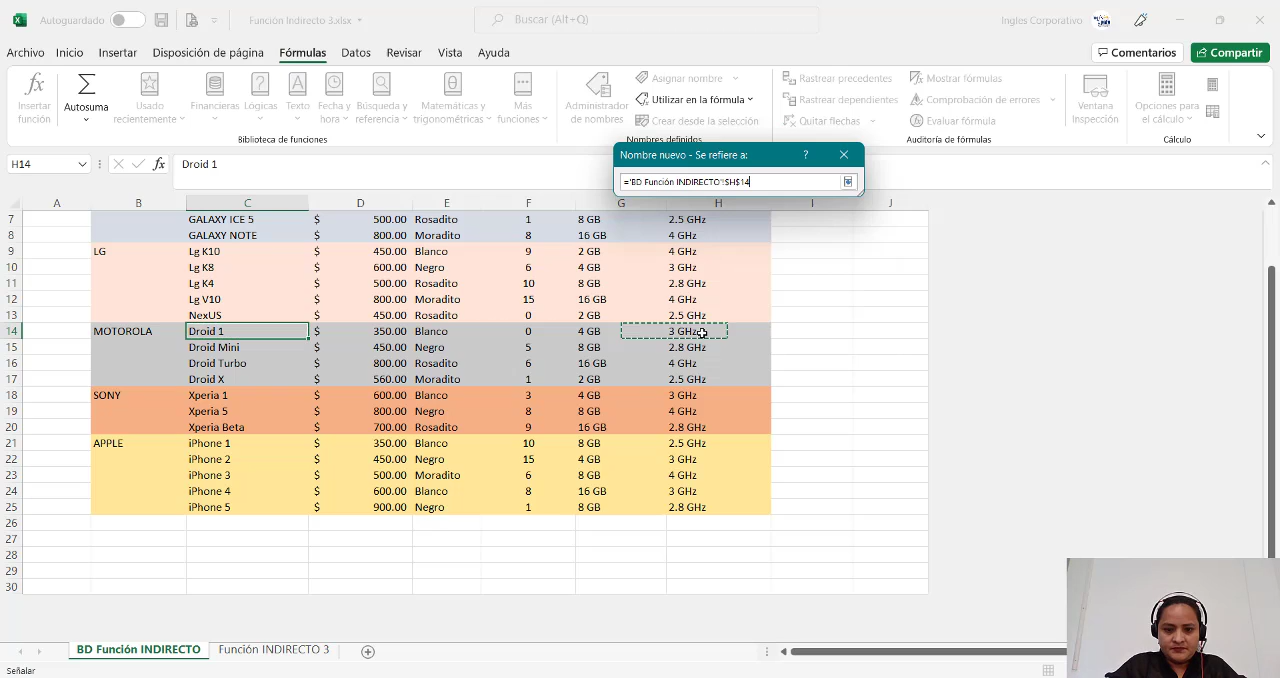 Autoguardado Función Indirecto 3.xlsx Buscar (Alt+Q) Ingles Corporativo
Archivo Inicio Insertar Disposición de página Fórmulas Datos Revisar Vista Ayuda Comentarios Compartir
Insertar función
Autosuma
Usado recientemente
Financieras
Lógicas
Texto
Fecha y hora
Búsqueda y referencia
Matemáticas y trigonométricas
Más funciones
Biblioteca de funciones
Administrador de nombres
Asignar nombre
Utilizar en la fórmula
Crear desde la selección
Nombres definidos
Rastrear precedentes
Rastrear dependientes
Quitar flechas
Mostrar fórmulas
Comprobación de errores
Evaluar fórmula
Auditoría de fórmulas
Ventana Inspección
Opciones para el cálculo
Cálculo
Nombre nuevo - Se refiere a: ?
='BD Función INDIRECTO'!$H$14
H14 fx Droid 1
A B C D E F G H I J
7 GALAXY ICE 5 $ 500.00 Rosadito 1 8 GB 2.5 GHz
8 GALAXY NOTE $ 800.00 Moradito 8 16 GB 4 GHz
9 LG Lg K10 $ 450.00 Blanco 9 2 GB 4 GHz
10 Lg K8 $ 600.00 Negro 6 4 GB 3 GHz
11 Lg K4 $ 500.00 Rosadito 10 8 GB 2.8 GHz
12 Lg V10 $ 800.00 Moradito 15 16 GB 4 GHz
13 NexUS $ 450.00 Rosadito 0 2 GB 2.5 GHz
14 MOTOROLA Droid 1 $ 350.00 Blanco 0 4 GB 3 GHz
15 Droid Mini $ 450.00 Negro 5 8 GB 2.8 GHz
16 Droid Turbo $ 800.00 Rosadito 6 16 GB 4 GHz
17 Droid X $ 560.00 Moradito 1 2 GB 2.5 GHz
18 SONY Xperia 1 $ 600.00 Blanco 3 4 GB 3 GHz
19 Xperia 5 $ 800.00 Negro 8 8 GB 4 GHz
20 Xperia Beta $ 700.00 Rosadito 9 16 GB 2.8 GHz
21 APPLE iPhone 1 $ 350.00 Blanco 10 8 GB 2.5 GHz
22 iPhone 2 $ 450.00 Negro 15 4 GB 3 GHz
23 iPhone 3 $ 500.00 Moradito 6 8 GB 4 GHz
24 iPhone 4 $ 600.00 Blanco 8 16 GB 3 GHz
25 iPhone 5 $ 900.00 Negro 1 8 GB 2.8 GHz
26
27
28
29
30
BD Función INDIRECTO Función INDIRECTO 3
Señalar